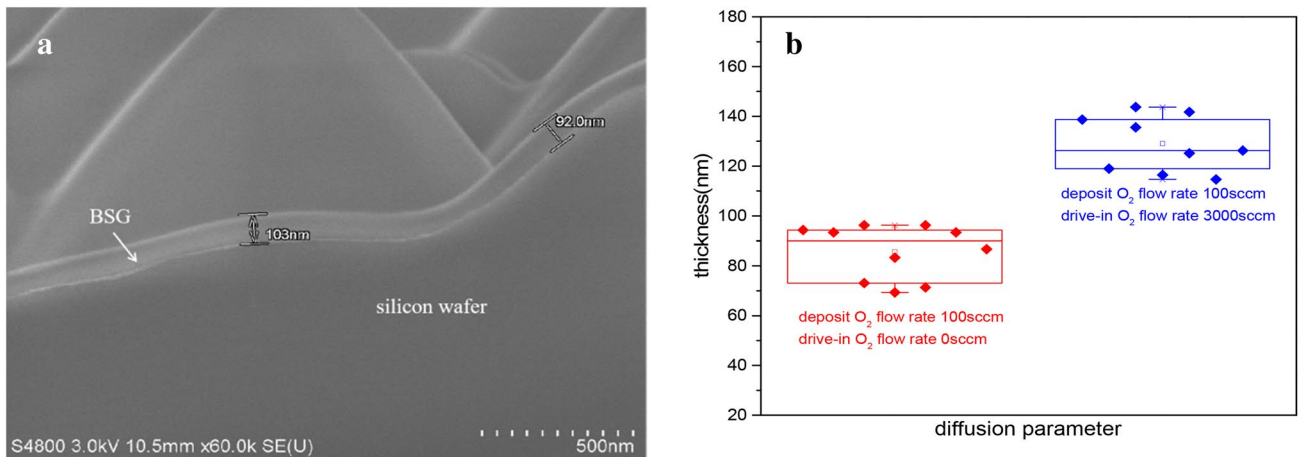 a
92.0nm
BSG
103nm
silicon wafer
S4800 3.0kV 10.5mm x60.0k SE(U)
500nm
b
180
160
140
120
100
80
60
40
20
thickness(nm)
deposit O₂ flow rate 100sccm
drive-in O₂ flow rate 3000sccm
deposit O₂ flow rate 100sccm
drive-in O₂ flow rate 0sccm
diffusion parameter